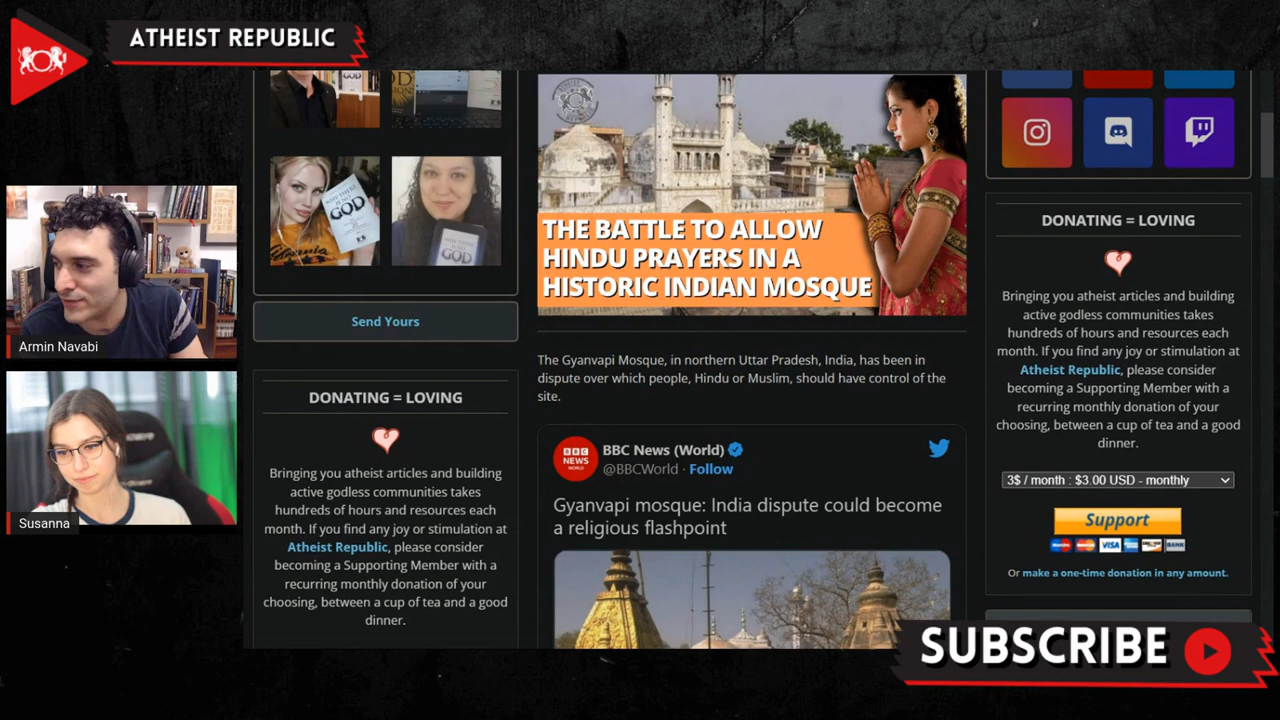 ATHEIST REPUBLIC
Armin Navabi
Susanna
GOD
GOD
GOD
Send Yours
DONATING = LOVING
Bringing you atheist articles and building
active godless communities takes
hundreds of hours and resources each
month. If you find any joy or stimulation at
Atheist Republic, please consider
becoming a Supporting Member with a
recurring monthly donation of your
choosing, between a cup of tea and a good
dinner.
THE BATTLE TO ALLOW
HINDU PRAYERS IN A
HISTORIC INDIAN MOSQUE
The Gyanvapi Mosque, in northern Uttar Pradesh, India, has been in
dispute over which people, Hindu or Muslim, should have control of the
site.
BBC
NEWS
WORLD
BBC News (World)
@BBCWorld · Follow
Gyanvapi mosque: India dispute could become
a religious flashpoint
DONATING = LOVING
Bringing you atheist articles and building
active godless communities takes
hundreds of hours and resources each
month. If you find any joy or stimulation at
Atheist Republic, please consider
becoming a Supporting Member with a
recurring monthly donation of your
choosing, between a cup of tea and a good
dinner.
3$ / month : $3.00 USD - monthly
Support
VISA
BANK
Or make a one-time donation in any amount.
SUBSCRIBE